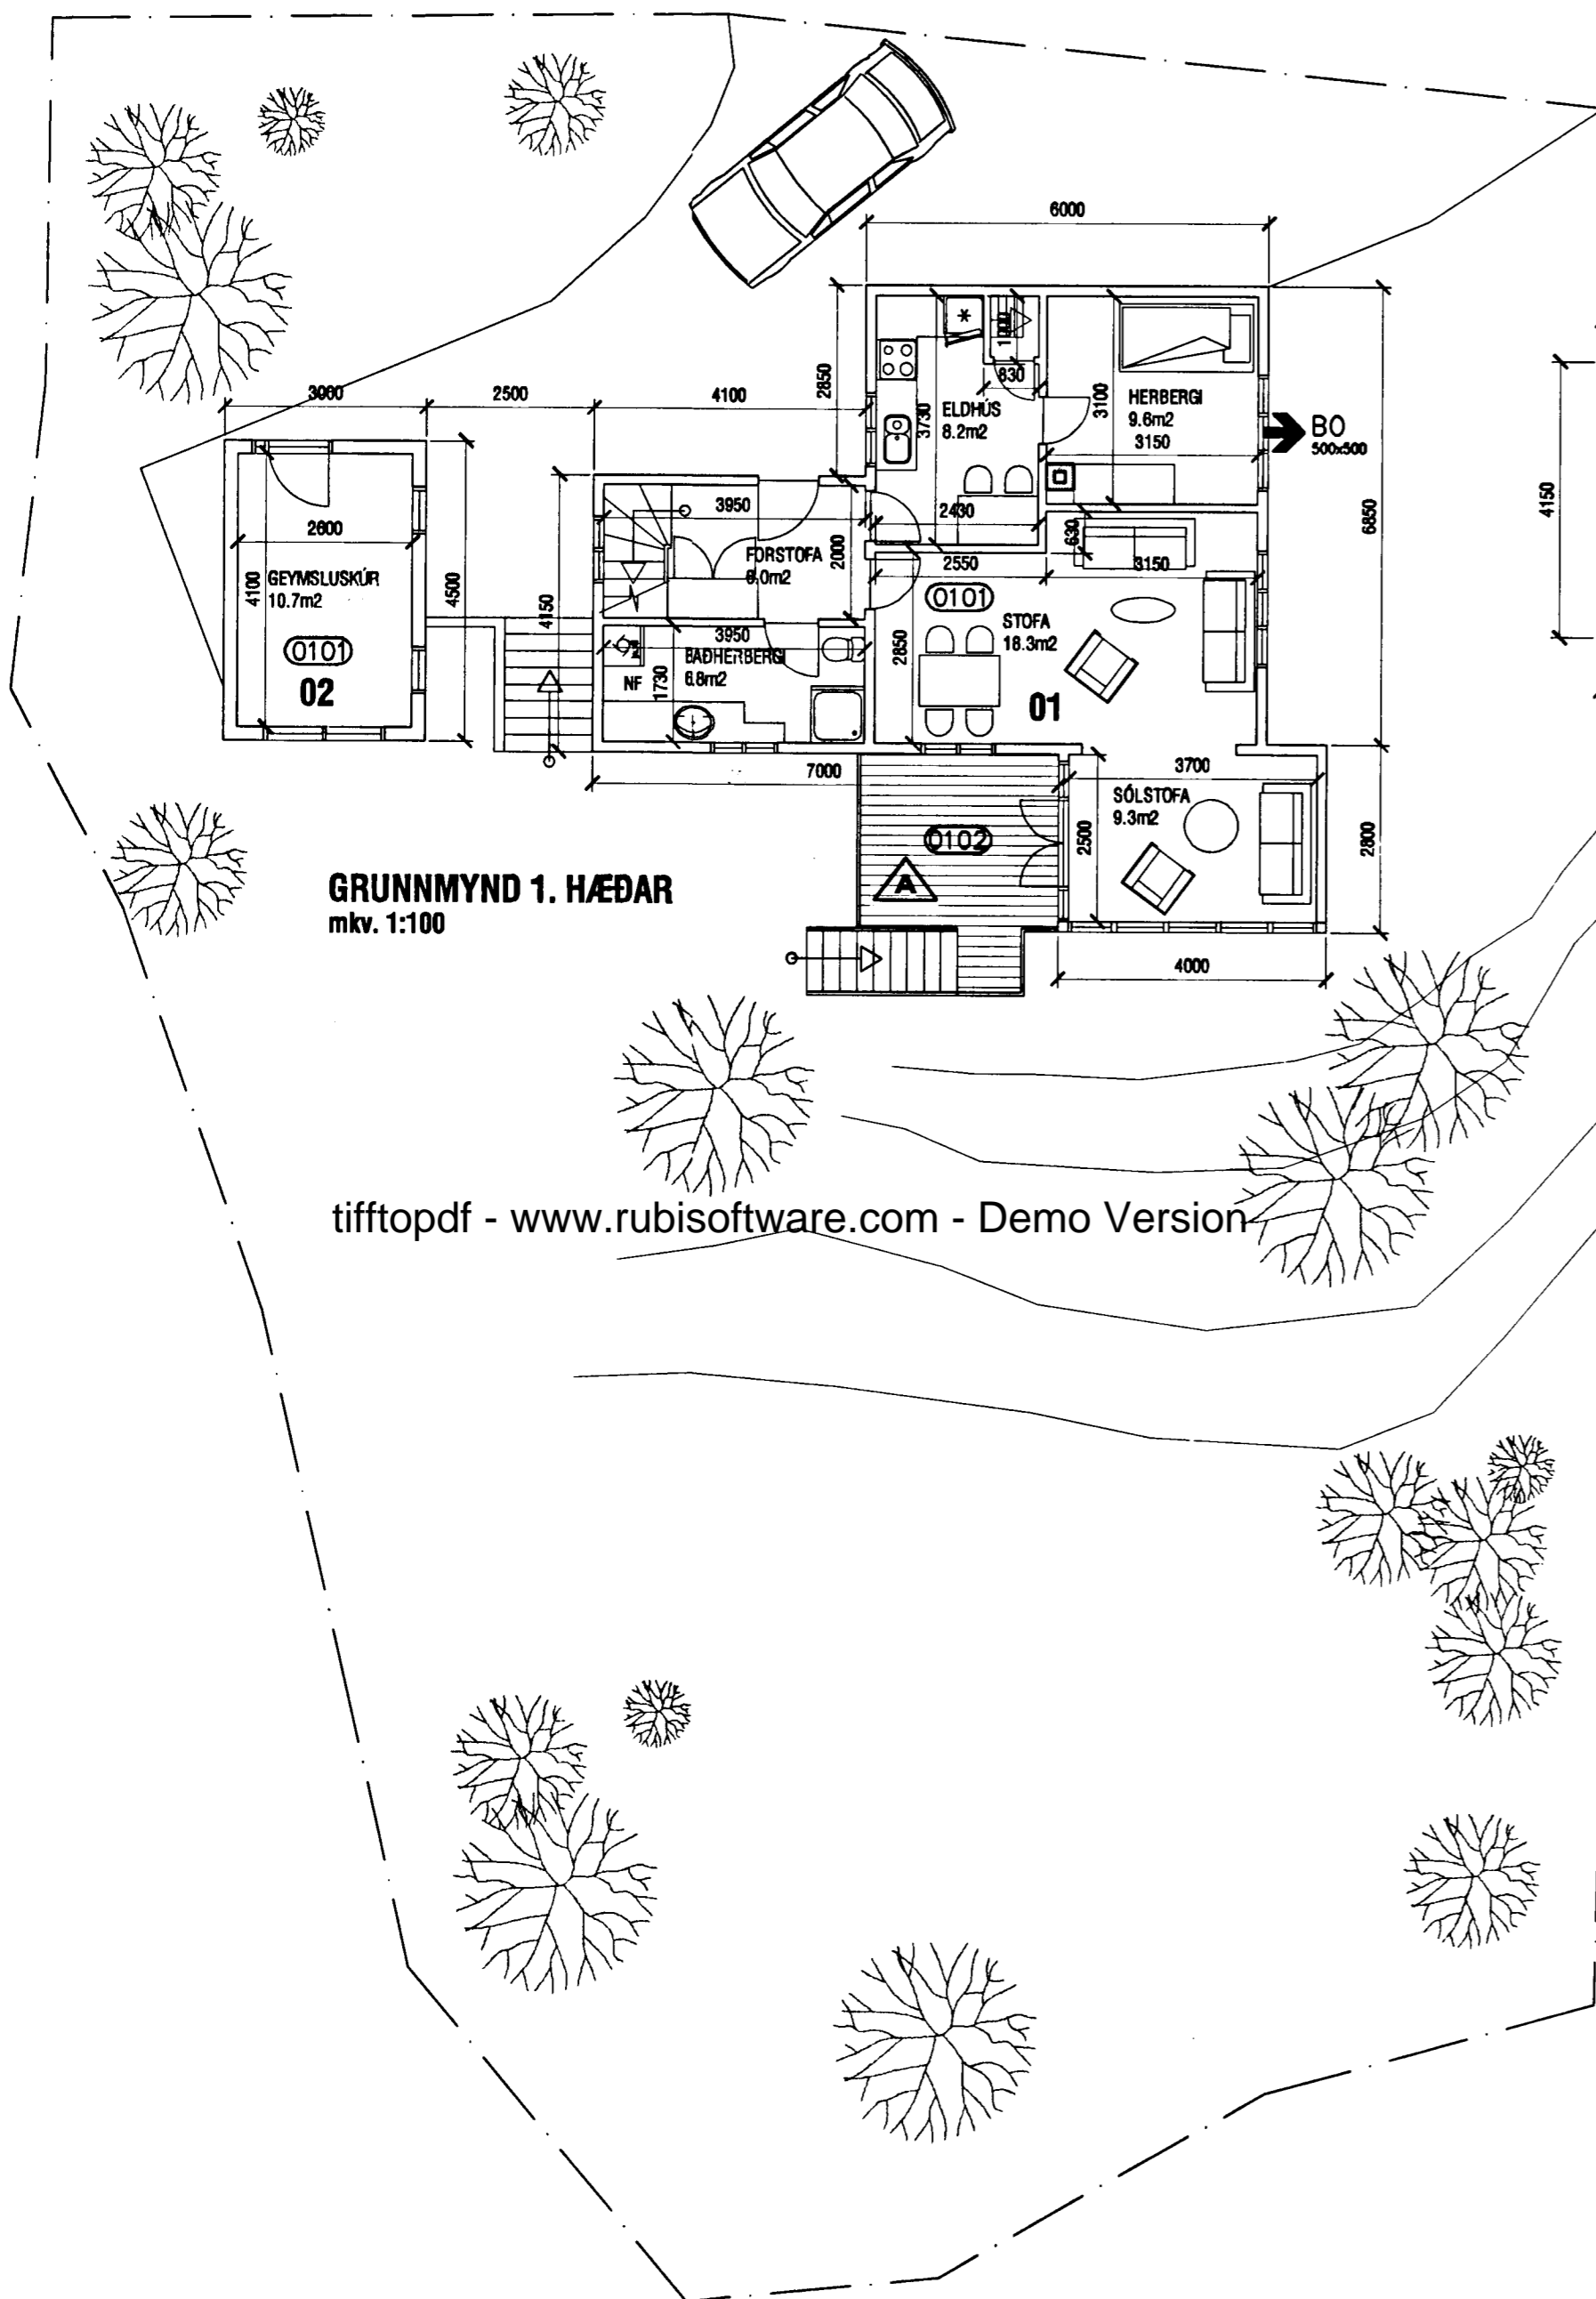 6000
3000
2500
4100
2850
3730
ELDHÚS
8.2m2
830
3100
HERBERGI
9.6m2
3150
BO
500x500
4150
6850
2600
4100
GEYMSLUSKÚR
10.7m2
4500
0101
02
4150
3950
FORSTOFA
2000
2430
630
2550
3150
0101
STOFA
18.3m2
2850
01
3950
BAÐHERBERGI
6.8m2
NF
1730
7000
3700
SÓLSTOFA
9.3m2
2500
2800
0102
A
4000
GRUNNMYND 1. HÆÐAR
mkv. 1:100
tifftopdf - www.rubisoftware.com - Demo Version